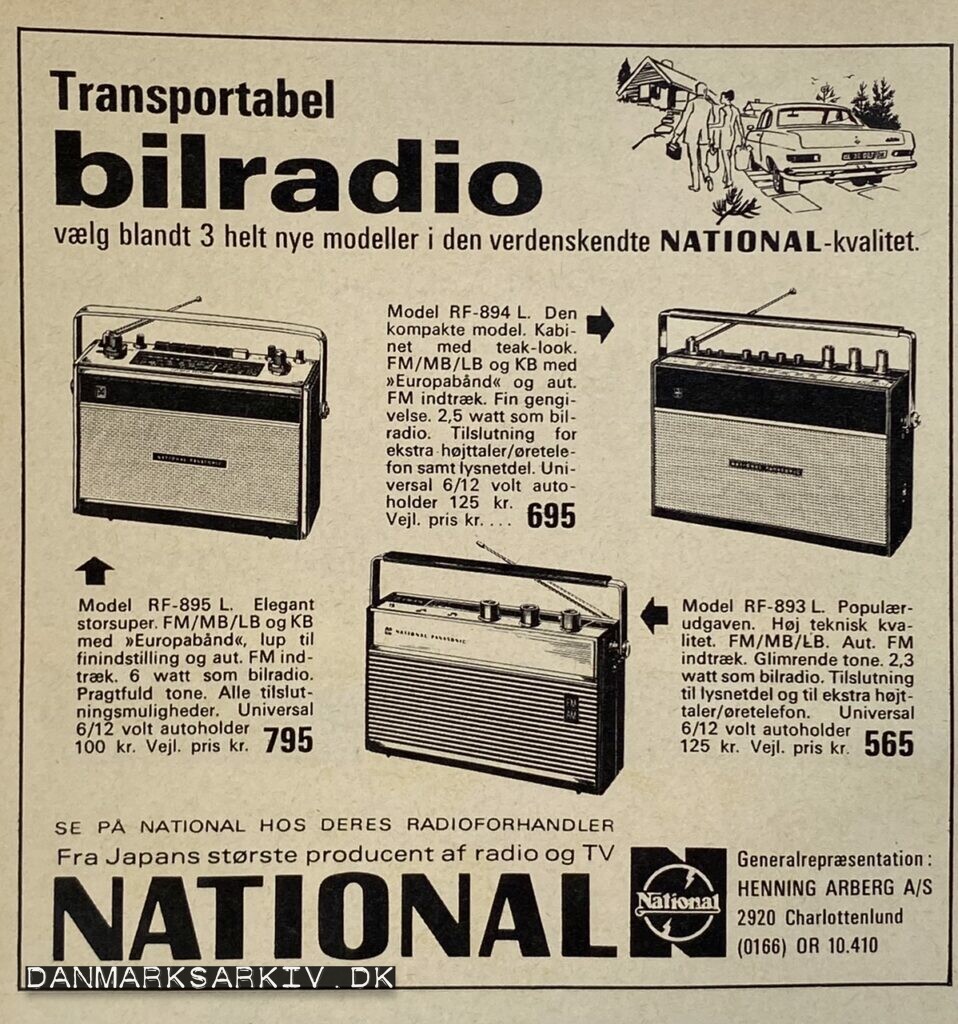 Transportabel
bilradio
vælg blandt 3 helt nye modeller i den verdenskendte NATIONAL-kvalitet.
Model RF-894 L. Den
kompakte model. Kabi-
net med teak-look.
FM/MB/LB og KB med
»Europabånd« og aut.
FM indtræk. Fin gengi-
velse. 2,5 watt som bil-
radio. Tilslutning for
ekstra højttaler/øretele-
fon samt lysnetdel. Uni-
versal 6/12 volt auto-
holder 125 kr.
Vejl. pris kr. ... 695
NATIONAL PANASONIC
NATIONAL PANASONIC
Model RF-895 L. Elegant
storsuper. FM/MB/LB og KB
med »Europabånd«, lup til
finindstilling og aut. FM ind-
træk. 6 watt som bilradio.
Pragtfuld tone. Alle tilslut-
ningsmuligheder. Universal
6/12 volt autoholder
100 kr. Vejl. pris kr. 795
NATIONAL PANASONIC
FM
AM
Model RF-893 L. Populær-
udgaven. Høj teknisk kva-
litet. FM/MB/LB. Aut. FM
indtræk. Glimrende tone. 2,3
watt som bilradio. Tilslutning
til lysnetdel og til ekstra højt-
taler/øretelefon. Universal
6/12 volt autoholder
125 kr. Vejl. pris kr. 565
SE PÅ NATIONAL HOS DERES RADIOFORHANDLER
Fra Japans største producent af radio og TV
NATIONAL
National
Generalrepræsentation:
HENNING ARBERG A/S
2920 Charlottenlund
(0166) OR 10.410
DANMARKSARKIV.DK